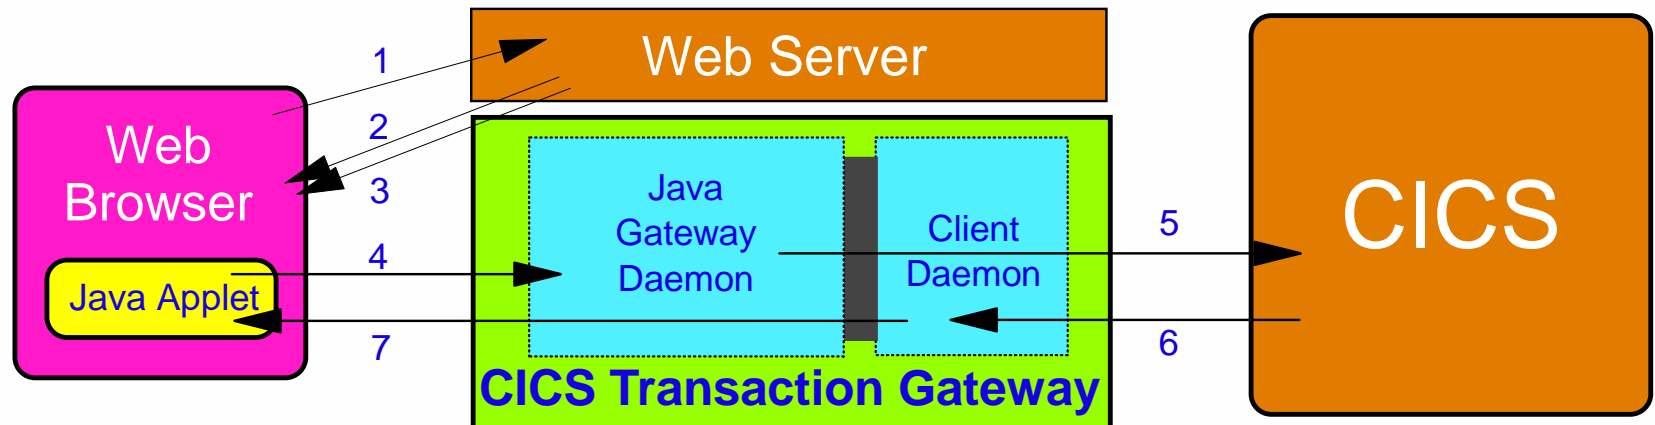 Web Server
1
2
3
Web
Browser
Java Applet
4
7
Java
Gateway
Daemon
Client
Daemon
CICS Transaction Gateway
5
6
CICS